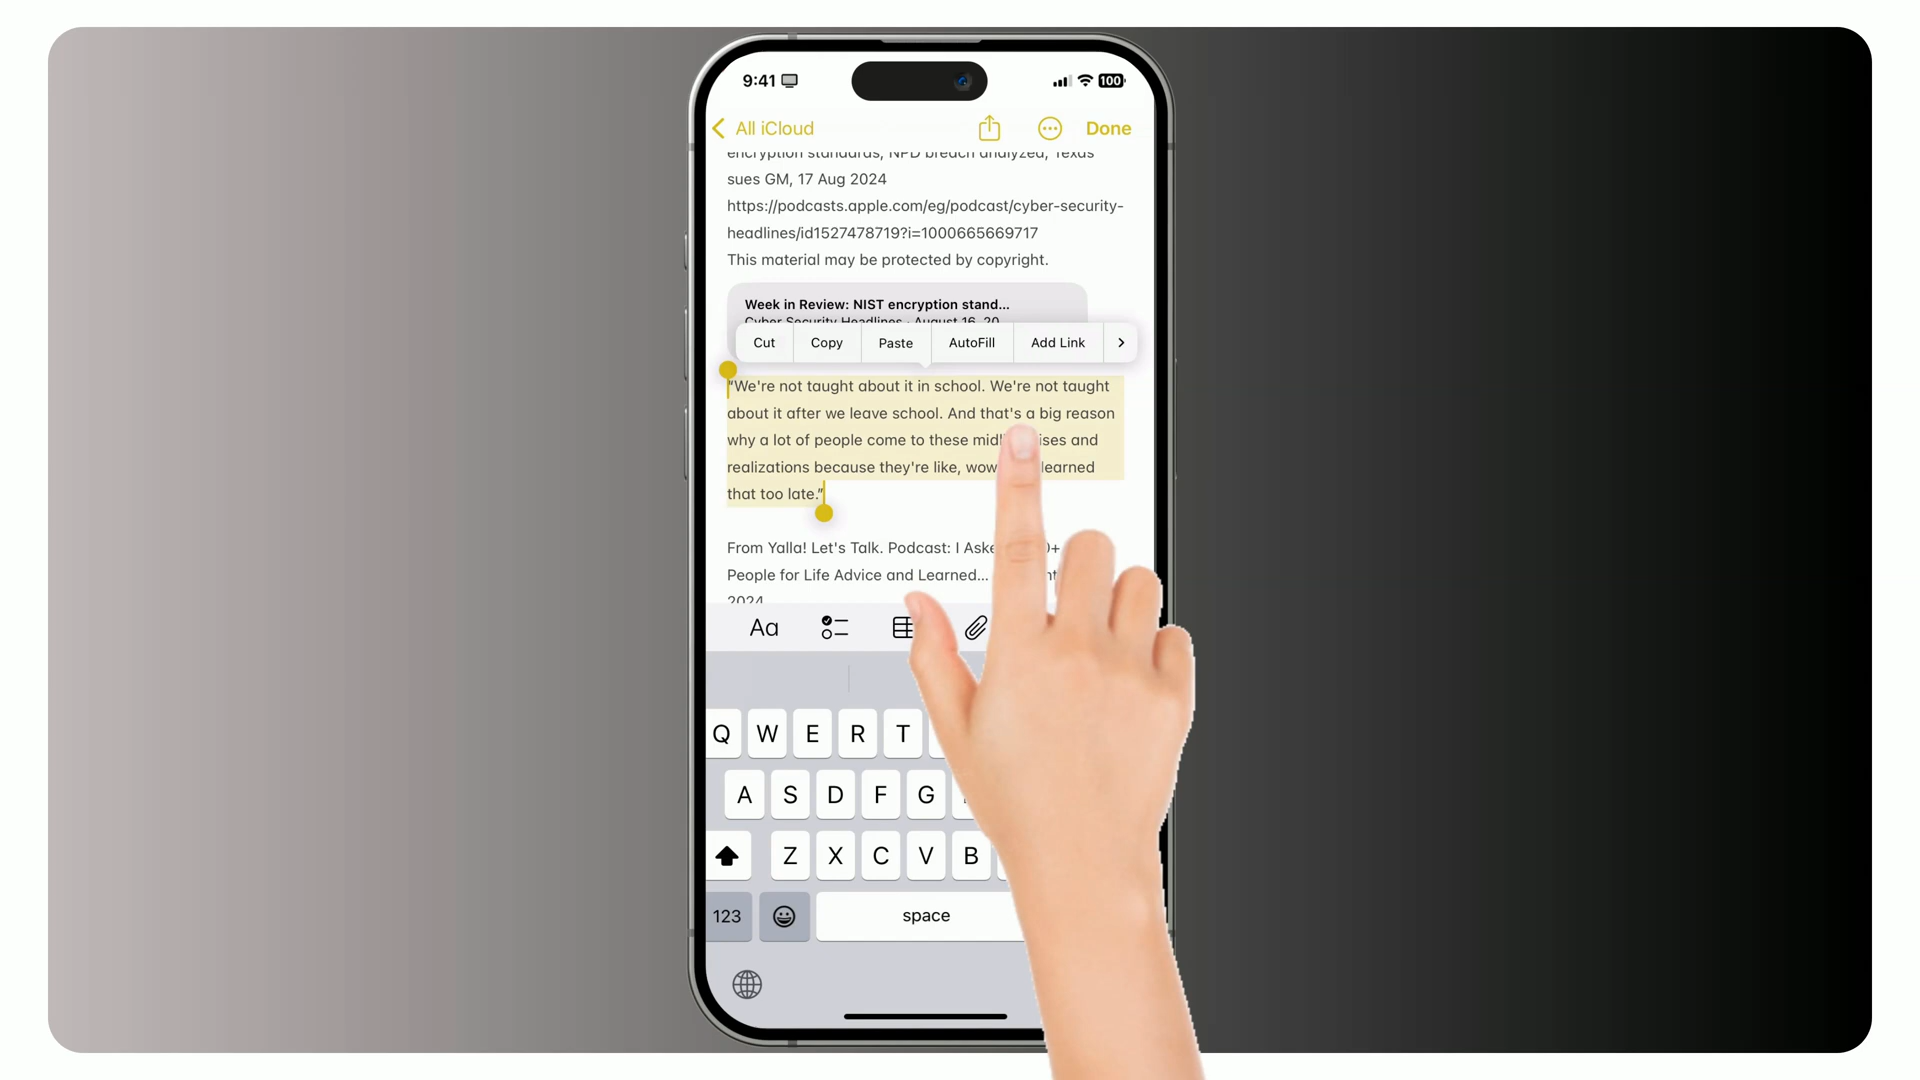 9:41
100
All iCloud
Done
encryption standards, NPD breach analyzed, Texas
sues GM, 17 Aug 2024
https://podcasts.apple.com/eg/podcast/cyber-security-
headlines/id1527478719?i=1000665669717
This material may be protected by copyright.
Week in Review: NIST encryption stand...
Cyber Security Headlines · August 16, 20
Cut Copy Paste AutoFill Add Link
"We're not taught about it in school. We're not taught
about it after we leave school. And that's a big reason
why a lot of people come to these and
realizations because they're like, wow learned
that too late."
From Yalla! Let's Talk. Podcast: I
People for Life Advice and Learned...
2024
Aa
Q W E R T
A S D F G
Z X C V B
123 space